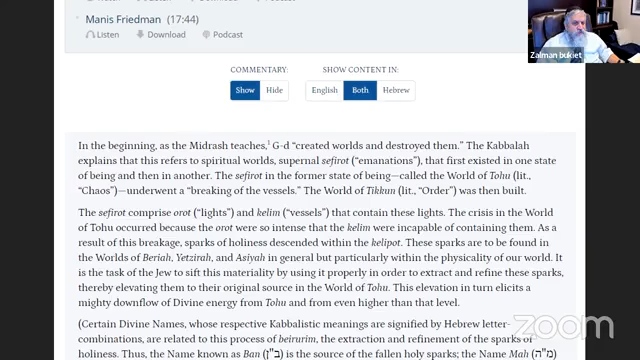 Manis Friedman (17:44)
Listen Download Podcast
Zalman bukiet
COMMENTARY: SHOW CONTENT IN:
Show Hide English Both Hebrew
In the beginning, as the Midrash teaches,¹ G-d “created worlds and destroyed them.” The Kabbalah
explains that this refers to spiritual worlds, supernal sefirot (“emanations”), that first existed in one state
of being and then in another. The sefirot in the former state of being—called the World of Tohu (lit.,
“Chaos”)—underwent a “breaking of the vessels.” The World of Tikkun (lit., “Order”) was then built.
The sefirot comprise orot (“lights”) and kelim (“vessels”) that contain these lights. The crisis in the World
of Tohu occurred because the orot were so intense that the kelim were incapable of containing them. As a
result of this breakage, sparks of holiness descended within the kelipot. These sparks are to be found in
the Worlds of Beriah, Yetzirah, and Asiyah in general but particularly within the physicality of our world. It
is the task of the Jew to sift this materiality by using it properly in order to extract and refine these sparks,
thereby elevating them to their original source in the World of Tohu. This elevation in turn elicits a
mighty downflow of Divine energy from Tohu and from even higher than that level.
(Certain Divine Names, whose respective Kabbalistic meanings are signified by Hebrew letter-
combinations, are related to this process of beirurim, the extraction and refinement of the sparks of
holiness. Thus, the Name known as Ban (ב"ן) is the source of the fallen holy sparks; the Name Mah (מ"ה)
zoom